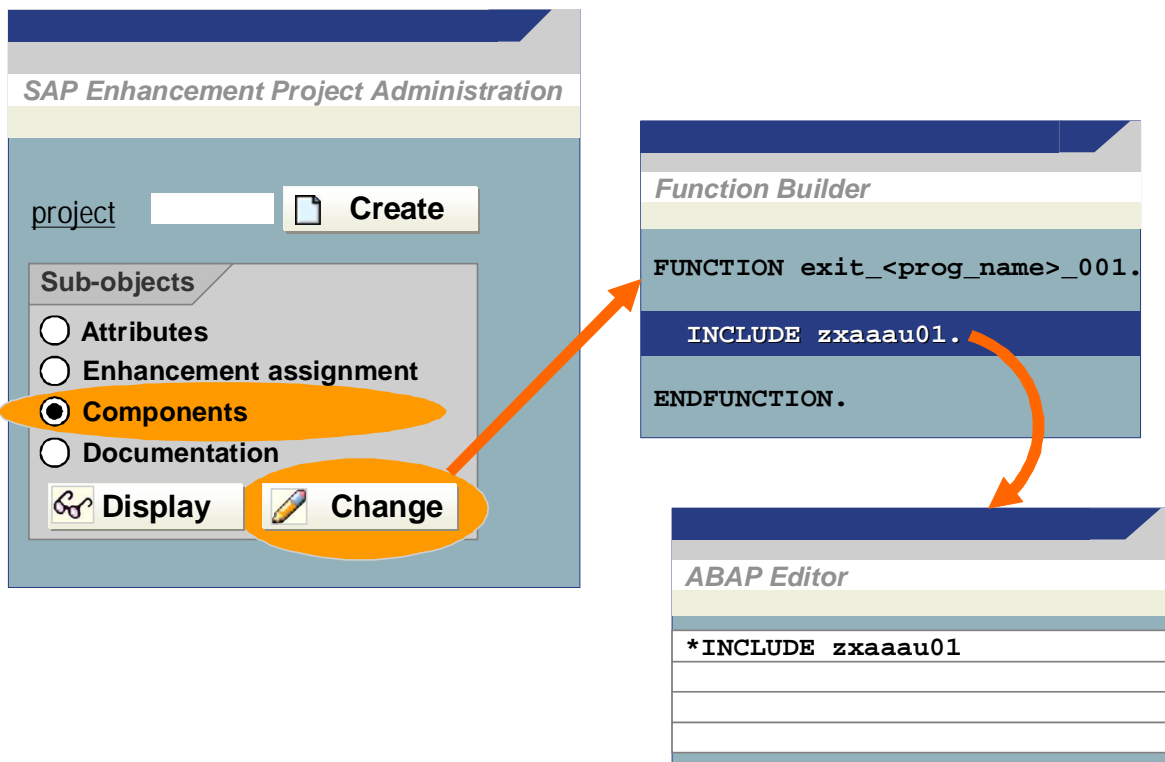 SAP Enhancement Project Administration
project
Create
Sub-objects
Attributes
Enhancement assignment
Components
Documentation
Display
Change
Function Builder
FUNCTION exit_<prog_name>_001.
INCLUDE zxaaau01.
ENDFUNCTION.
ABAP Editor
*INCLUDE zxaaau01